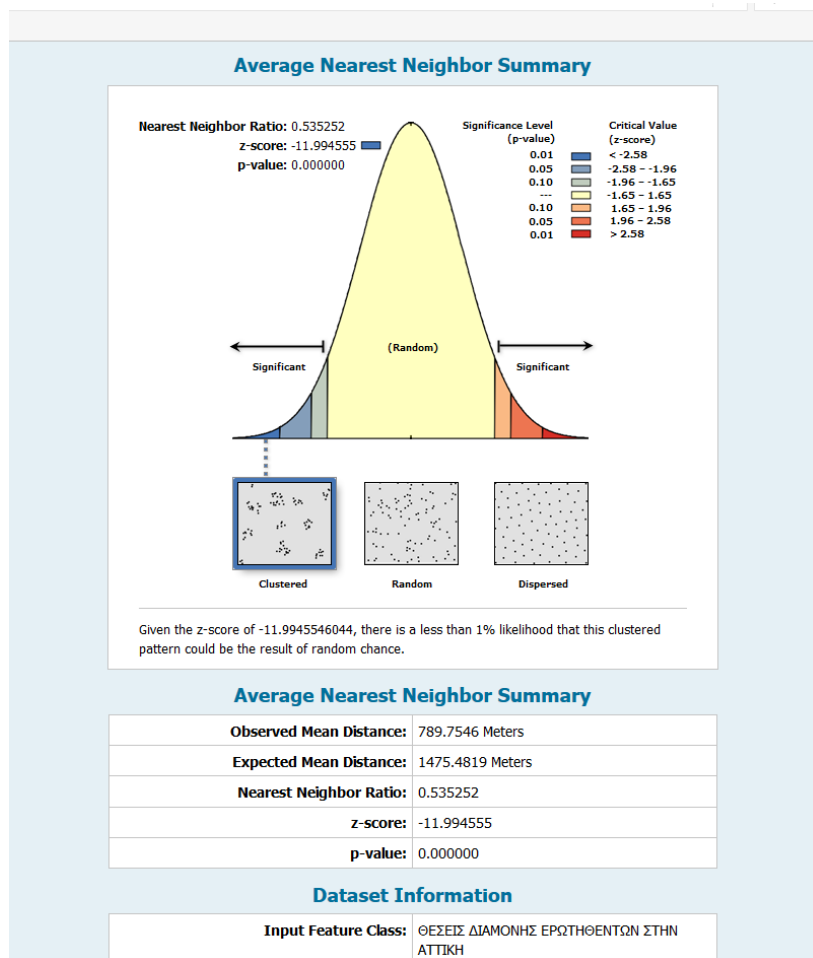 Average Nearest Neighbor Summary
Nearest Neighbor Ratio: 0.535252
z-score: -11.994555
p-value: 0.000000
Significance Level
(p-value)
Critical Value
(z-score)
0.01 < -2.58
0.05 -2.58 - -1.96
0.10 -1.96 - -1.65
--- -1.65 - 1.65
0.10 1.65 - 1.96
0.05 1.96 - 2.58
0.01 > 2.58
(Random)
Significant
Significant
Clustered
Random
Dispersed
Given the z-score of -11.9945546044, there is a less than 1% likelihood that this clustered
pattern could be the result of random chance.
Average Nearest Neighbor Summary
Observed Mean Distance: 789.7546 Meters
Expected Mean Distance: 1475.4819 Meters
Nearest Neighbor Ratio: 0.535252
z-score: -11.994555
p-value: 0.000000
Dataset Information
Input Feature Class: ΘΕΣΕΙΣ ΔΙΑΜΟΝΗΣ ΕΡΩΤΗΘΕΝΤΩΝ ΣΤΗΝ
ΑΤΤΙΚΗ